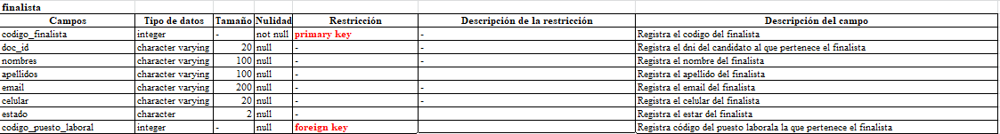 finalista
Campos Tipo de datos Tamaño Nulidad Restricción Descripción de la restricción Descripción del campo
codigo_finalista integer - not null primary key - Registra el codigo del finalista
doc_id character varying 20 null - - Registra el dni del candidato al que pertenece el finalista
nombres character varying 100 null - - Registra el nombre del finalista
apellidos character varying 100 null - Registra el apellido del finalista
email character varying 200 null - - Registra el email del finalista
celular character varying 20 null - - Registra el celular del finalista
estado character 2 null - Registra el estar del finalista
codigo_puesto_laboral integer - null foreign key Registra código del puesto laborala la que pertenece el finalista